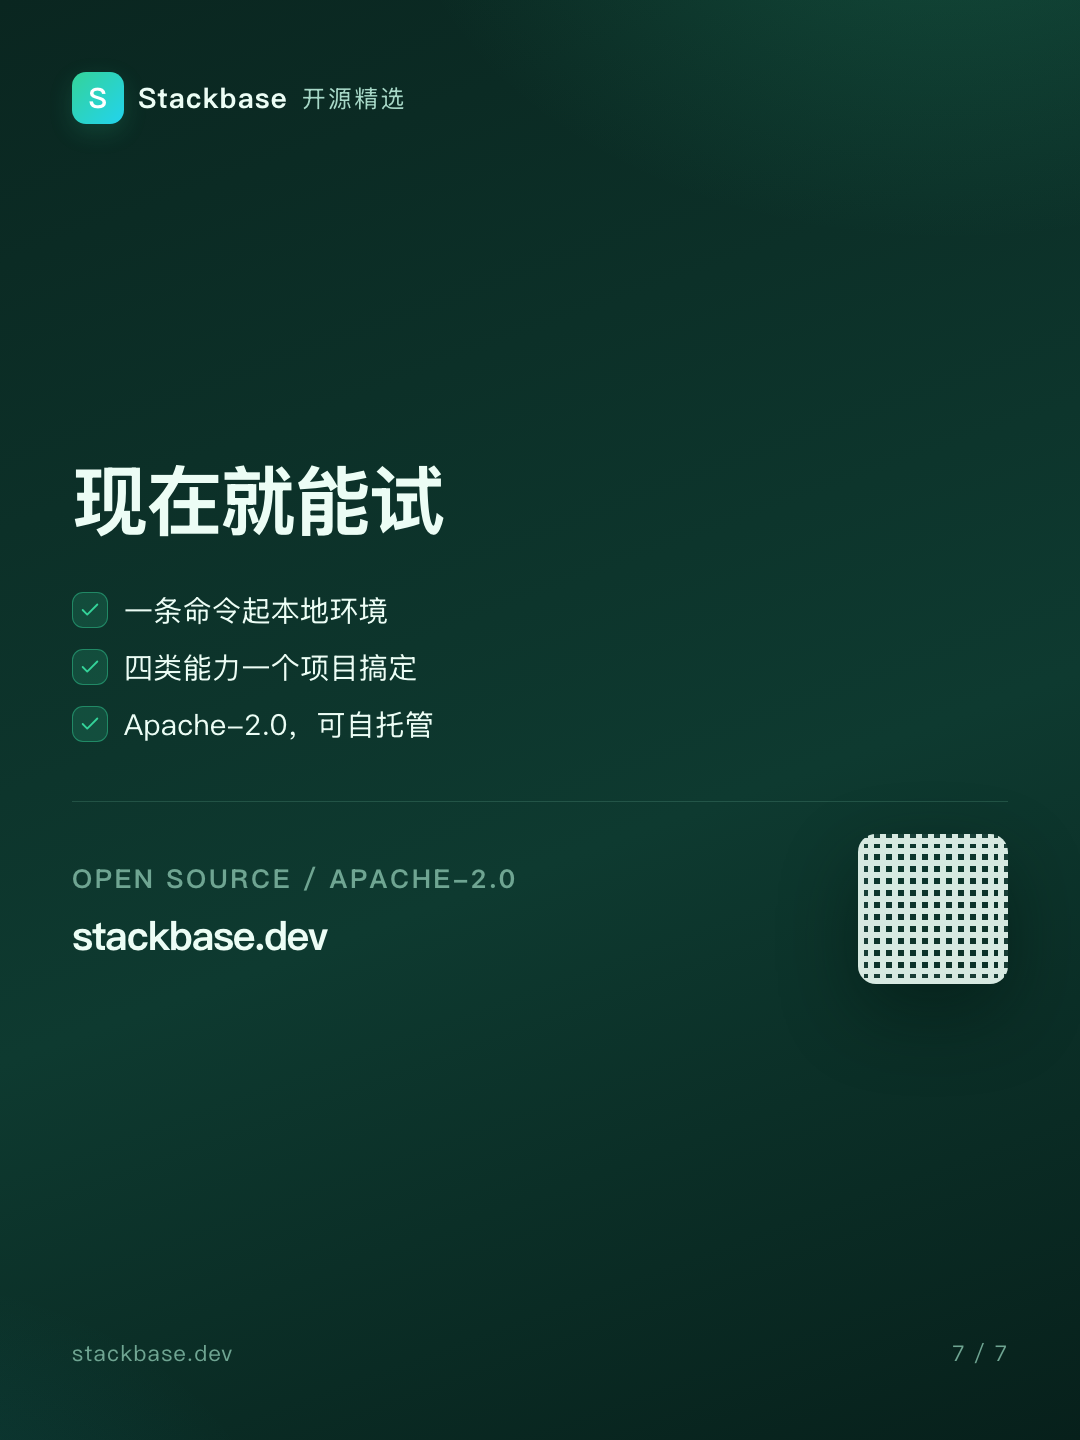 S Stackbase 开源精选
现在就能试
一条命令起本地环境
四类能力一个项目搞定
Apache-2.0，可自托管
OPEN SOURCE / APACHE-2.0
stackbase.dev
stackbase.dev
7 / 7